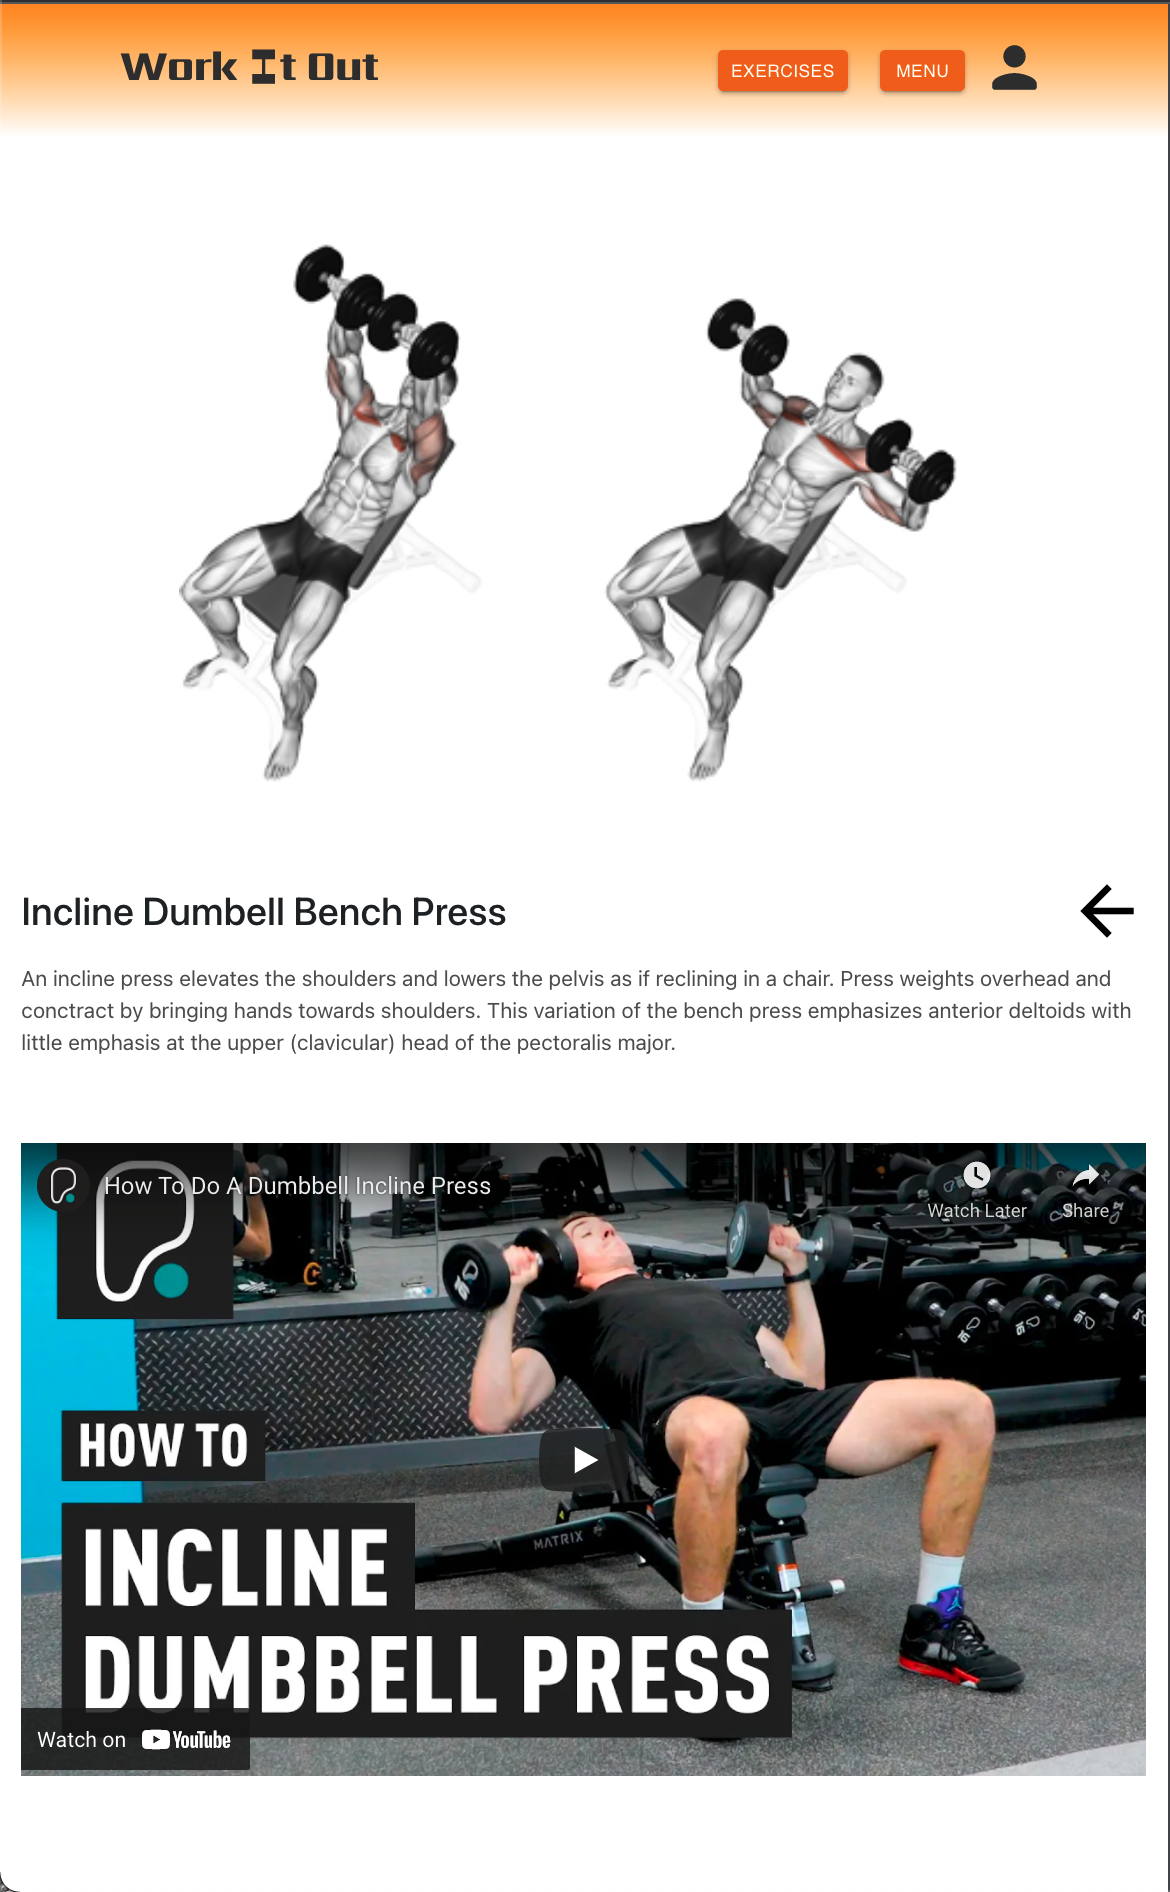 Work It Out
EXERCISES
MENU
Incline Dumbell Bench Press
An incline press elevates the shoulders and lowers the pelvis as if reclining in a chair. Press weights overhead and
conctract by bringing hands towards shoulders. This variation of the bench press emphasizes anterior deltoids with
little emphasis at the upper (clavicular) head of the pectoralis major.
How To Do A Dumbbell Incline Press
Watch Later
Share
HOW TO
MATRIX
INCLINE
DUMBBELL PRESS
Watch on YouTube